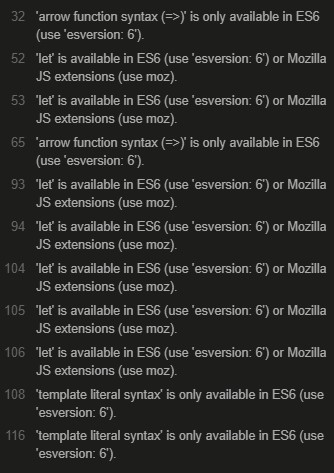 32 'arrow function syntax (=>)' is only available in ES6
(use 'esversion: 6').
52 'let' is available in ES6 (use 'esversion: 6') or Mozilla
JS extensions (use moz).
53 'let' is available in ES6 (use 'esversion: 6') or Mozilla
JS extensions (use moz).
65 'arrow function syntax (=>)' is only available in ES6
(use 'esversion: 6').
93 'let' is available in ES6 (use 'esversion: 6') or Mozilla
JS extensions (use moz).
94 'let' is available in ES6 (use 'esversion: 6') or Mozilla
JS extensions (use moz).
104 'let' is available in ES6 (use 'esversion: 6') or Mozilla
JS extensions (use moz).
105 'let' is available in ES6 (use 'esversion: 6') or Mozilla
JS extensions (use moz).
106 'let' is available in ES6 (use 'esversion: 6') or Mozilla
JS extensions (use moz).
108 'template literal syntax' is only available in ES6 (use
'esversion: 6').
116 'template literal syntax' is only available in ES6 (use
'esversion: 6').